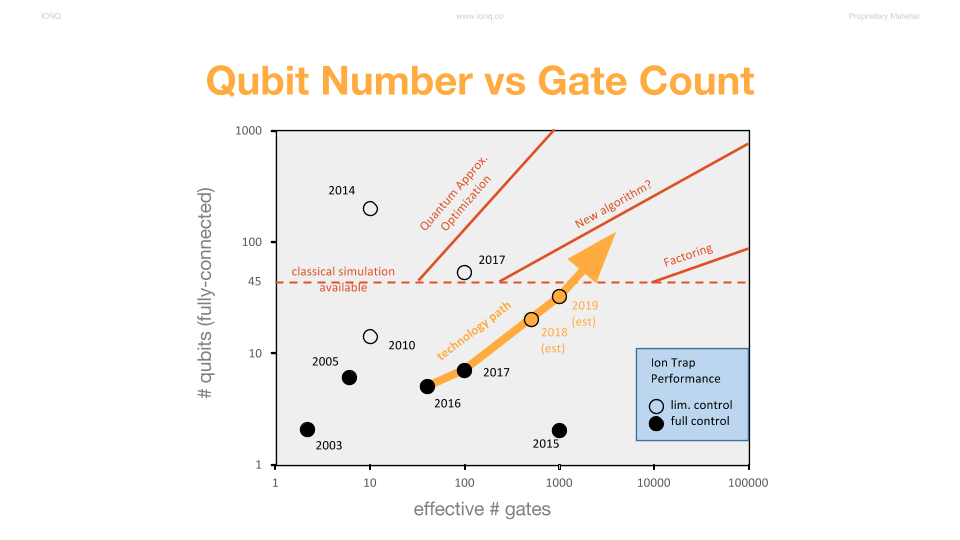 IONQ
www.ionq.co
Proprietary Material
Qubit Number vs Gate Count
# qubits (fully-connected)
1000
100
45
10
1
2014
Quantum Approx.
Optimization
New algorithm?
Factoring
2017
classical simulation
available
technology path
2019
(est)
2018
(est)
2010
2005
2017
2016
2003
2015
Ion Trap
Performance
lim. control
full control
1
10
100
1000
10000
100000
effective # gates